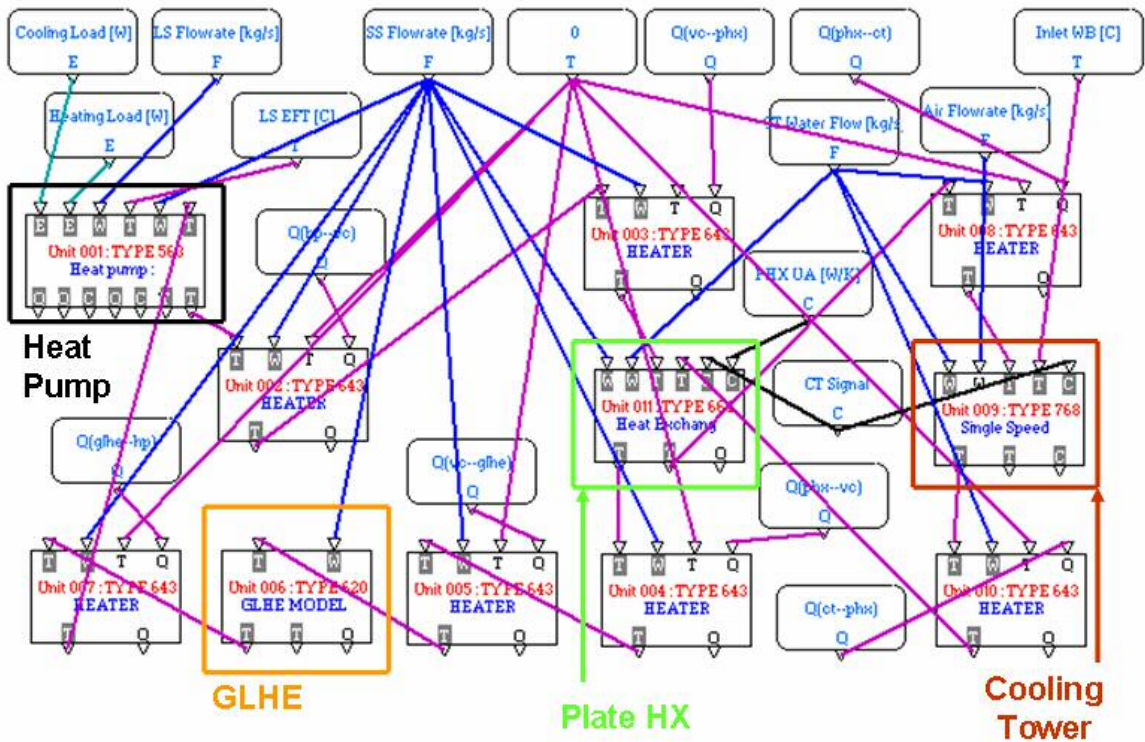 Cooling Load [W]
E
LS Flowrate [kg/s]
F
SS Flowrate [kg/s]
F
0
T
Q(vc--phx)
Q
Q(phx--ct)
Q
Inlet WB [C]
T
Heating Load [W]
E
LS EFT [C]
T
CT Water Flow [kg/s]
F
Air Flowrate [kg/s]
F
E E W T W T
Unit 001 : TYPE 563
Heat pump :
Q Q C Q C T T
Heat
Pump
Q(hp--vc)
Q
T W T Q
Unit 003 : TYPE 643
HEATER
T Q
PHX UA [W/K]
C
T W T Q
Unit 008 : TYPE 643
HEATER
T Q
T W T Q
Unit 002 : TYPE 643
HEATER
T Q
W W T T C
Unit 011 : TYPE 66
Heat Exchang
T T Q
CT Signal
C
W W T T C
Unit 009 : TYPE 768
Single Speed
T T C
Q(glhe--hp)
Q
Q(vc--glhe)
Q
Q(phx--vc)
Q
T W T Q
Unit 007 : TYPE 643
HEATER
T Q
T W
Unit 006 : TYPE 620
GLHE MODEL
T T Q
T W T Q
Unit 005 : TYPE 643
HEATER
T Q
T W T Q
Unit 004 : TYPE 643
HEATER
T Q
Q(ct--phx)
Q
T W T Q
Unit 010 : TYPE 643
HEATER
T Q
GLHE
Plate HX
Cooling
Tower